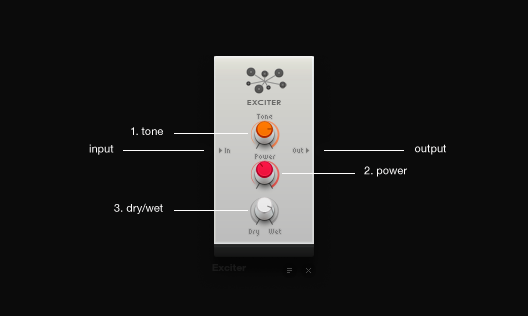 EXCITER
Tone
1. tone
input
In
Out
output
Power
2. power
3. dry/wet
Dry Wet
Exciter